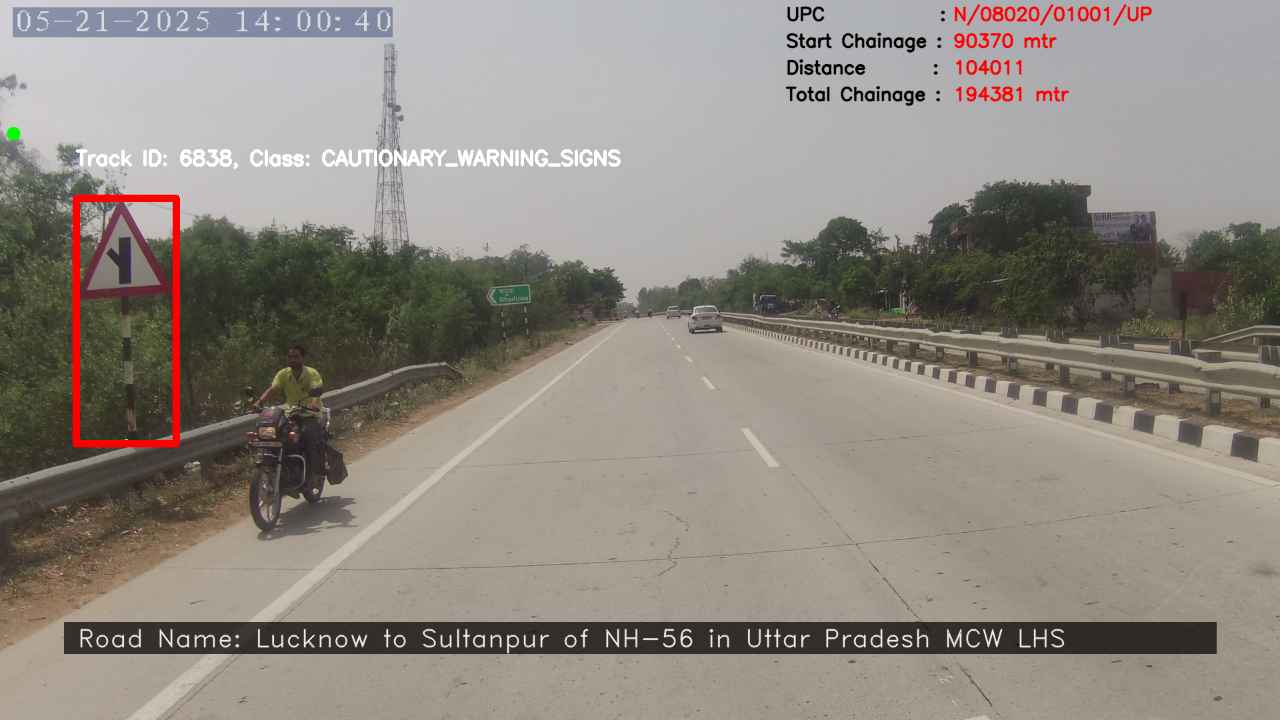 05-21-2025 14:00:40
UPC : N/08020/01001/UP
Start Chainage : 90370 mtr
Distance : 104011
Total Chainage : 194381 mtr
Track ID: 6838, Class: CAUTIONARY_WARNING_SIGNS
Road Name: Lucknow to Sultanpur of NH-56 in Uttar Pradesh MCW LHS